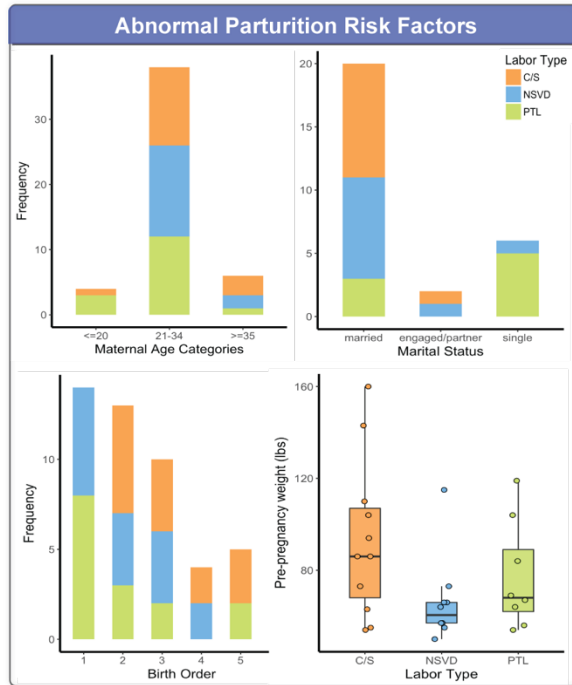 Abnormal Parturition Risk Factors
Frequency
30
20
10
0
<=20 21-34 >=35
Maternal Age Categories
Labor Type
C/S
NSVD
PTL
20
15
10
5
0
married engaged/partner single
Marital Status
Frequency
10
5
0
1 2 3 4 5
Birth Order
Pre-pregnancy weight (lbs)
160
120
80
C/S NSVD PTL
Labor Type